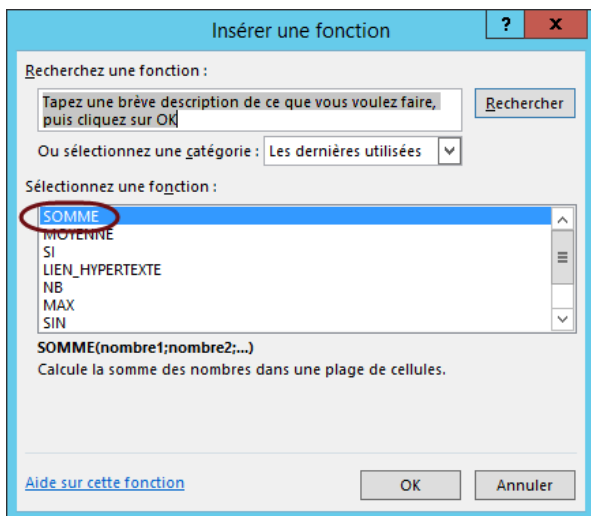 Insérer une fonction
? x
Recherchez une fonction :
Tapez une brève description de ce que vous voulez faire,
puis cliquez sur OK
Rechercher
Ou sélectionnez une catégorie : Les dernières utilisées
Sélectionnez une fonction :
SOMME
MOYENNE
SI
LIEN_HYPERTEXTE
NB
MAX
SIN
SOMME(nombre1;nombre2;...)
Calcule la somme des nombres dans une plage de cellules.
Aide sur cette fonction
OK
Annuler